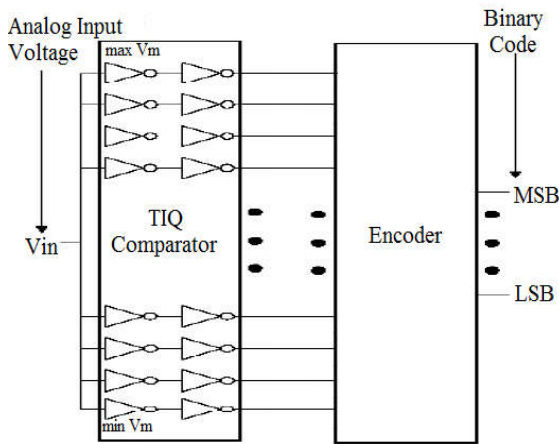 Analog Input
Voltage
max Vm
Binary
Code
TIQ
Comparator
Encoder
Vin
MSB
LSB
min Vm